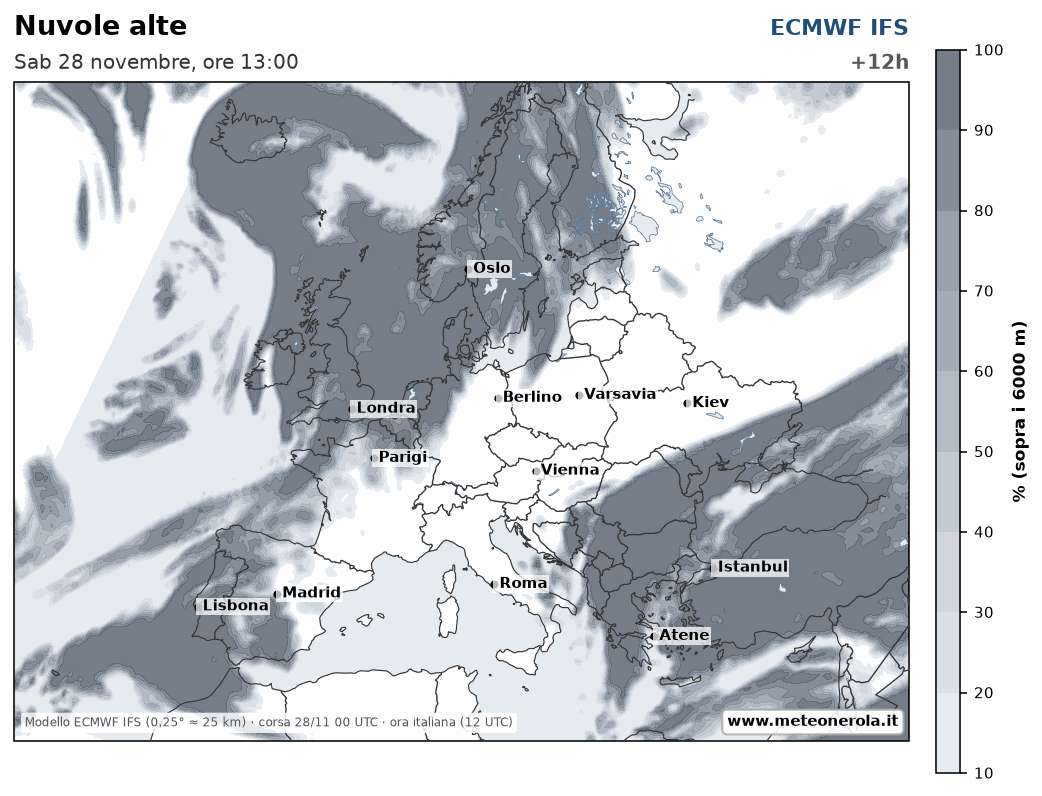 Nuvole alte
ECMWF IFS
Sab 28 novembre, ore 13:00
+12h
Oslo
Londra
Berlino
Varsavia
Kiev
Parigi
Vienna
Istanbul
Roma
Madrid
Lisbona
Atene
Modello ECMWF IFS (0,25° ≈ 25 km) · corsa 28/11 00 UTC · ora italiana (12 UTC)
www.meteonerola.it
100
90
80
70
60
50
40
30
20
10
% (sopra i 6000 m)